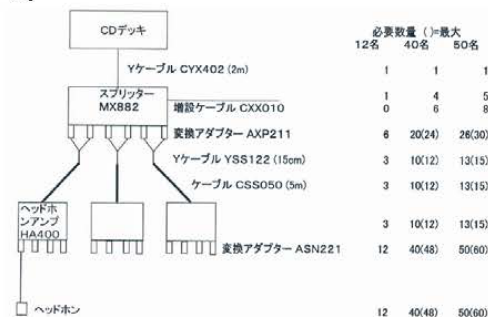 CDデッキ
必要数量 ( )=最大
12名 40名 50名
Yケーブル CYX402 (2m) 1 1 1
スプリッター
MX882 1 4 5
増設ケーブル CXX010 0 6 8
変換アダプター AXP211 6 20(24) 26(30)
Yケーブル YSS122 (15cm) 3 10(12) 13(15)
ケーブル CSS050 (5m) 3 10(12) 13(15)
ヘッドホ
ンアンプ
HA400 3 10(12) 13(15)
変換アダプター ASN221 12 40(48) 50(60)
ヘッドホン 12 40(48) 50(60)